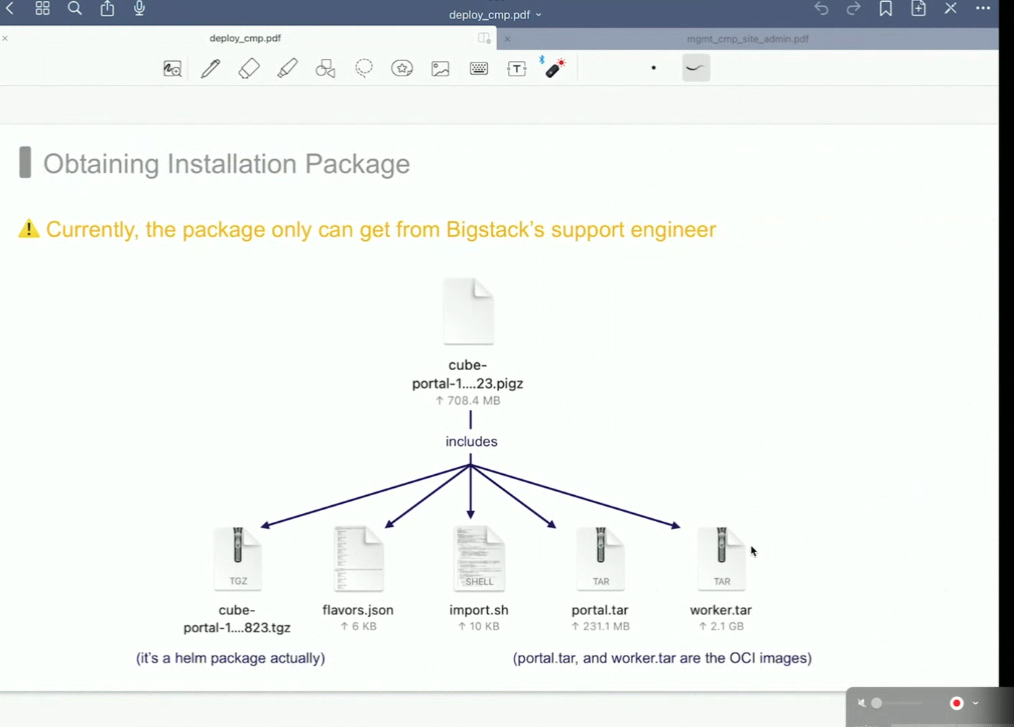 deploy_cmp.pdf
deploy_cmp.pdf
mgmt_cmp_site_admin.pdf
T
Obtaining Installation Package
Currently, the package only can get from Bigstack's support engineer
cube-
portal-1....23.pigz
↑ 708.4 MB
includes
TGZ
SHELL
TAR
TAR
cube-
portal-1....823.tgz
flavors.json
↑ 6 KB
import.sh
↑ 10 KB
portal.tar
↑ 231.1 MB
worker.tar
↑ 2.1 GB
(it's a helm package actually)
(portal.tar, and worker.tar are the OCI images)